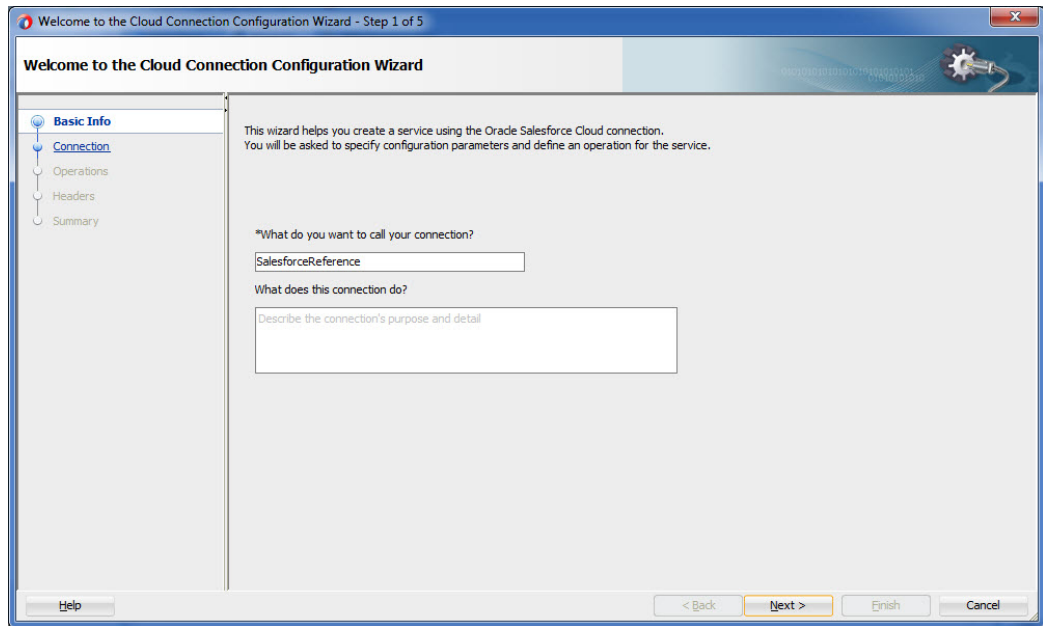 Welcome to the Cloud Connection Configuration Wizard - Step 1 of 5
Welcome to the Cloud Connection Configuration Wizard
Basic Info
Connection
Operations
Headers
Summary
This wizard helps you create a service using the Oracle Salesforce Cloud connection.
You will be asked to specify configuration parameters and define an operation for the service.
*What do you want to call your connection?
SalesforceReference
What does this connection do?
Describe the connection's purpose and detail
Help
< Back
Next >
Finish
Cancel